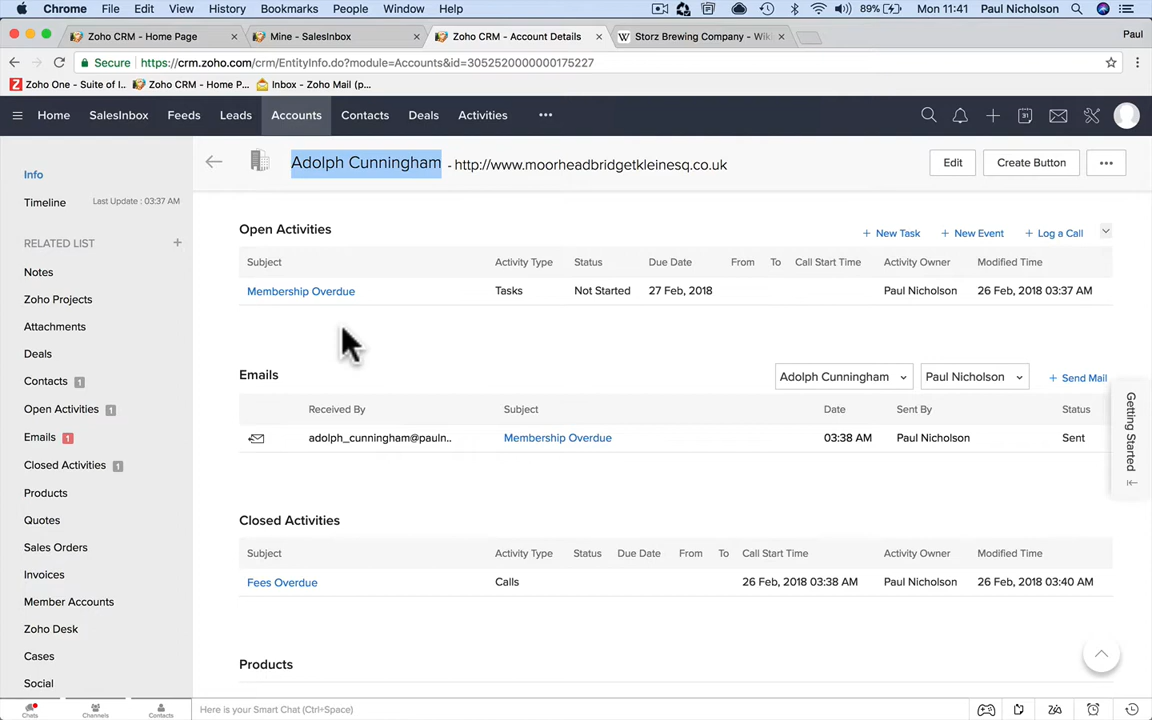 Chrome File Edit View History Bookmarks People Window Help 89% Mon 11:41 Paul Nicholson
Zoho CRM - Home Page Mine - SalesInbox Zoho CRM - Account Details Storz Brewing Company - Wiki Paul
Secure https://crm.zoho.com/crm/EntityInfo.do?module=Accounts&id=3052520000000175227
Zoho One - Suite of I.. Zoho CRM - Home P... Inbox - Zoho Mail (p...
Home SalesInbox Feeds Leads Accounts Contacts Deals Activities
Adolph Cunningham - http://www.moorheadbridgetkleinesq.co.uk Edit Create Button
Info
Timeline Last Update : 03:37 AM
RELATED LIST
Notes
Zoho Projects
Attachments
Deals
Contacts 1
Open Activities 1
Emails 1
Closed Activities 1
Products
Quotes
Sales Orders
Invoices
Member Accounts
Zoho Desk
Cases
Social
Open Activities
+ New Task + New Event + Log a Call
Subject Activity Type Status Due Date From To Call Start Time Activity Owner Modified Time
Membership Overdue Tasks Not Started 27 Feb, 2018 Paul Nicholson 26 Feb, 2018 03:37 AM
Emails Adolph Cunningham Paul Nicholson + Send Mail
Received By Subject Date Sent By Status
adolph_cunningham@pauln.. Membership Overdue 03:38 AM Paul Nicholson Sent
Getting Started
Closed Activities
Subject Activity Type Status Due Date From To Call Start Time Activity Owner Modified Time
Fees Overdue Calls 26 Feb, 2018 03:38 AM Paul Nicholson 26 Feb, 2018 03:40 AM
Products
Chats Channels Contacts Here is your Smart Chat (Ctrl+Space)